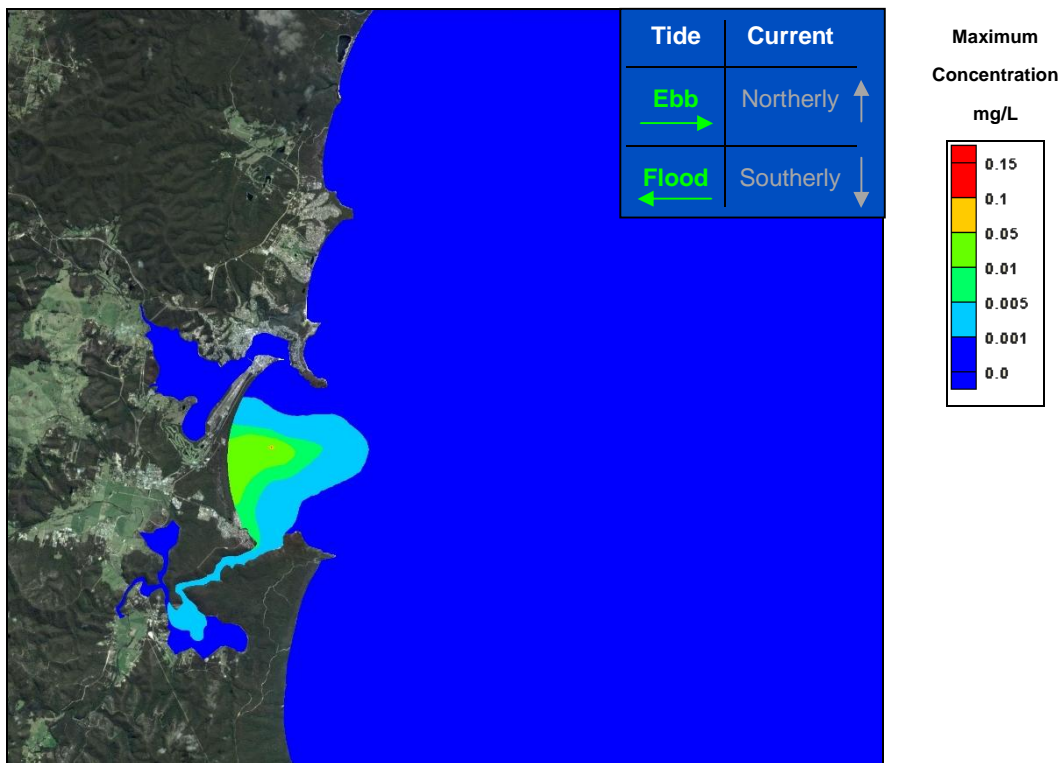 Tide Current
Ebb Northerly
Flood Southerly
Maximum
Concentration
mg/L
0.15
0.1
0.05
0.01
0.005
0.001
0.0